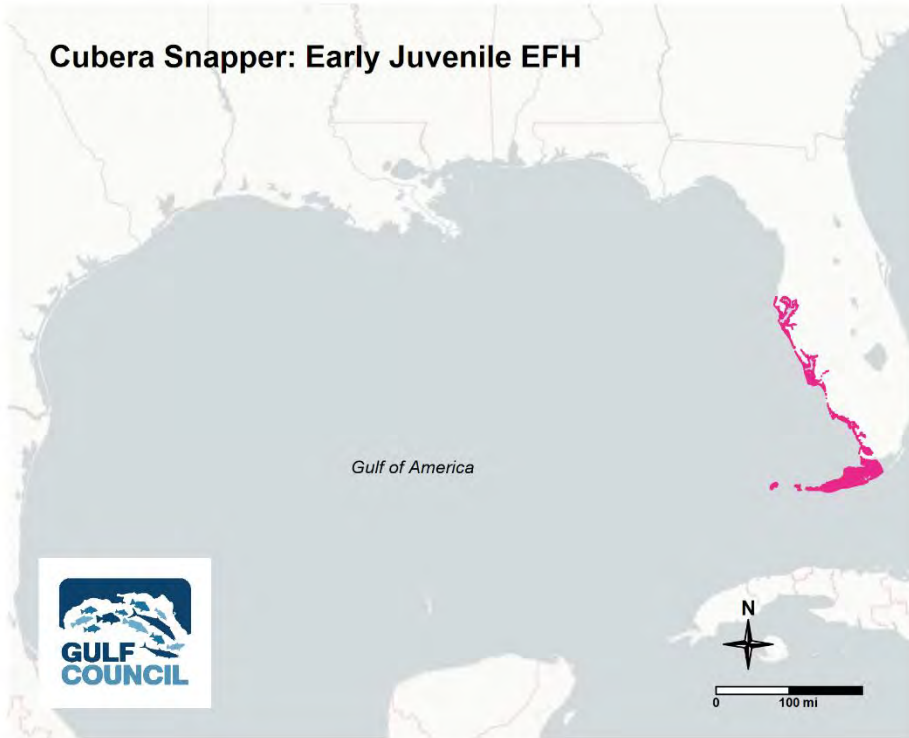 Cubera Snapper: Early Juvenile EFH
Gulf of America
GULF
COUNCIL
N
0 100 mi